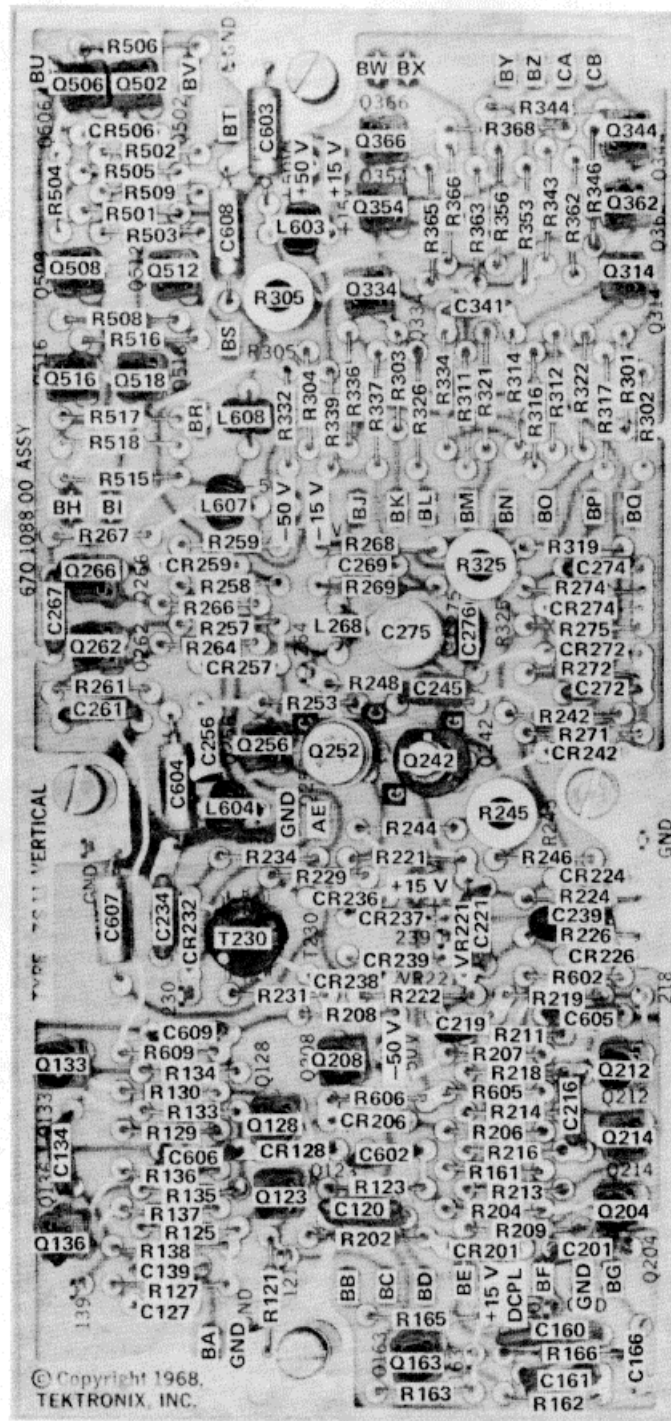 R506
BU
Q506
Q502
BV
GND
BW
BX
BY
BZ
CA
CB
CR506
R502
R505
R504
R509
R501
R503
BT
C603
-50 V
+15 V
Q366
Q366
R368
R344
Q344
Q354
R365
R366
R363
R356
R353
R343
R362
R346
Q362
C608
L603
Q508
Q512
R305
Q334
C341
Q314
R508
R516
BS
R305
Q516
Q518
R332
R304
R339
R336
R337
R303
R326
R334
R311
R321
R314
R316
R312
R322
R317
R301
R302
R517
R518
BR
L608
R515
670 1088 00 ASSY
BH
BI
L607
-50 V
-15 V
BJ
BK
BL
BM
BN
BO
BP
BQ
R267
R259
R268
R325
R319
Q266
CR259
C269
C274
R258
R269
R274
C267
R266
CR274
R257
L268
C275
C276
R275
Q262
R264
CR272
CR257
R272
R261
R248
C245
C272
C261
R253
R242
C256
Q256
Q252
Q242
R271
CR242
C604
L604
GND
AE
R245
GND
R244
R234
R221
R246
CR224
R229
+15 V
R224
GND
C607
C234
CR232
CR236
T230
CR237
VR221
C221
C239
R226
CR239
CR226
VERTICAL
CR238
R602
R231
R222
R219
R208
C605
C609
-50 V
C219
R211
Q133
R609
Q128
Q208
Q208
R207
Q212
R134
R218
R130
R606
R605
C216
Q212
R133
Q128
R214
C134
R129
CR206
R206
Q214
C606
CR128
C602
R216
R136
R161
Q214
R135
Q123
R123
R213
R137
C120
R204
Q204
Q136
R125
R202
R209
R138
CR201
C201
Q204
C139
R127
C127
R121
BB
BC
BD
BE
+15 V
DCPL
BF
GND
BG
BA
GND
R165
C160
Q163
R166
C166
C161
R163
R162
© Copyright 1968,
TEKTRONIX, INC.